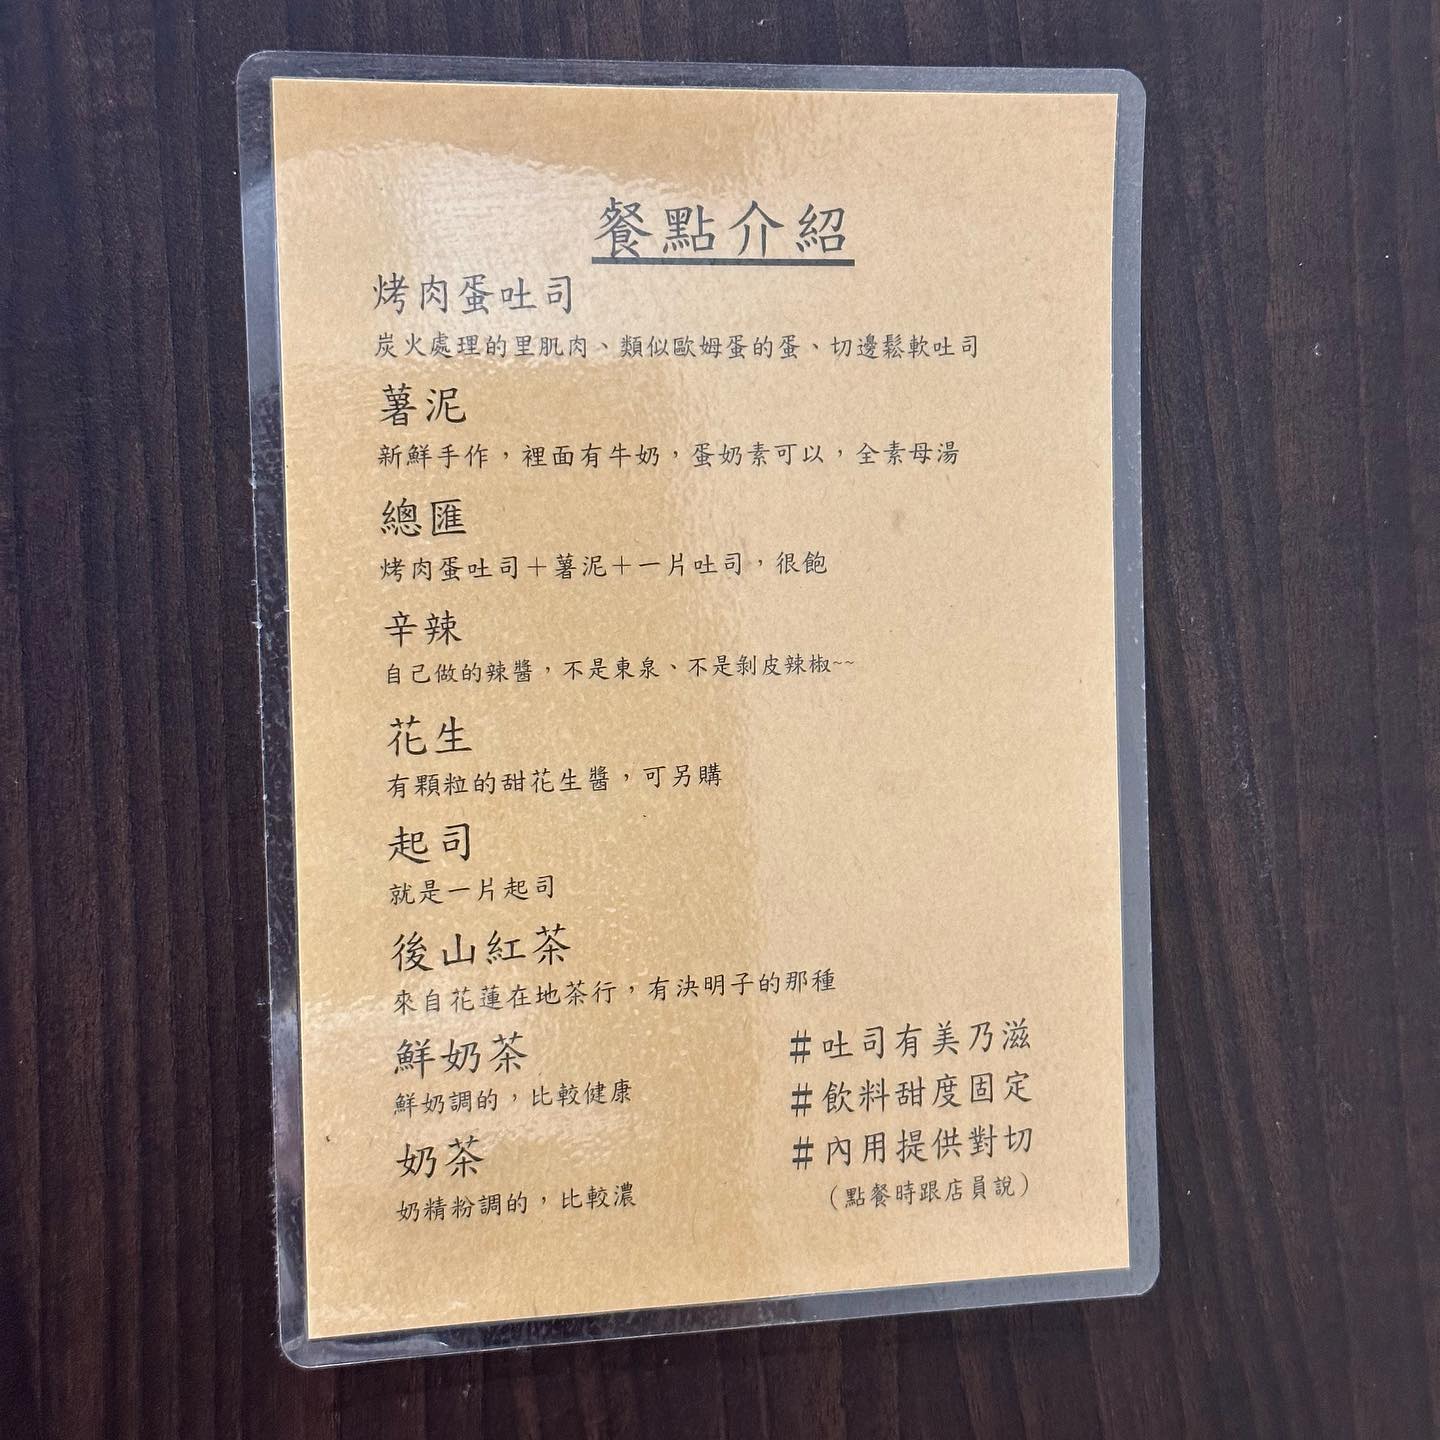 餐點介紹
烤肉蛋吐司
炭火處理的里肌肉、類似歐姆蛋的蛋、切邊鬆軟吐司
薯泥
新鮮手作，裡面有牛奶，蛋奶素可以，全素母湯
總匯
烤肉蛋吐司＋薯泥＋一片吐司，很飽
辛辣
自己做的辣醬，不是東泉、不是剝皮辣椒~~
花生
有顆粒的甜花生醬，可另購
起司
就是一片起司
後山紅茶
來自花蓮在地茶行，有決明子的那種
鮮奶茶
鮮奶調的，比較健康
奶茶
奶精粉調的，比較濃
#吐司有美乃滋
#飲料甜度固定
#內用提供對切
（點餐時跟店員說）